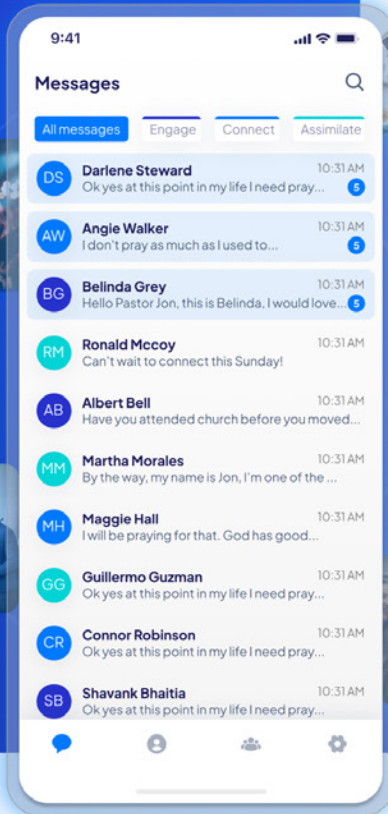 9:41
Messages
All messages Engage Connect Assimilate
DS Darlene Steward 10:31 AM
Ok yes at this point in my life I need pray... 5
AW Angie Walker 10:31 AM
I don't pray as much as I used to... 5
BG Belinda Grey 10:31 AM
Hello Pastor Jon, this is Belinda, I would love... 5
RM Ronald Mccoy 10:31 AM
Can't wait to connect this Sunday!
AB Albert Bell 10:31 AM
Have you attended church before you moved...
MM Martha Morales 10:31 AM
By the way, my name is Jon, I'm one of the ...
MH Maggie Hall 10:31 AM
I will be praying for that. God has good...
GG Guillermo Guzman 10:31 AM
Ok yes at this point in my life I need pray...
CR Connor Robinson 10:31 AM
Ok yes at this point in my life I need pray...
SB Shavank Bhaitia 10:31 AM
Ok yes at this point in my life I need pray...